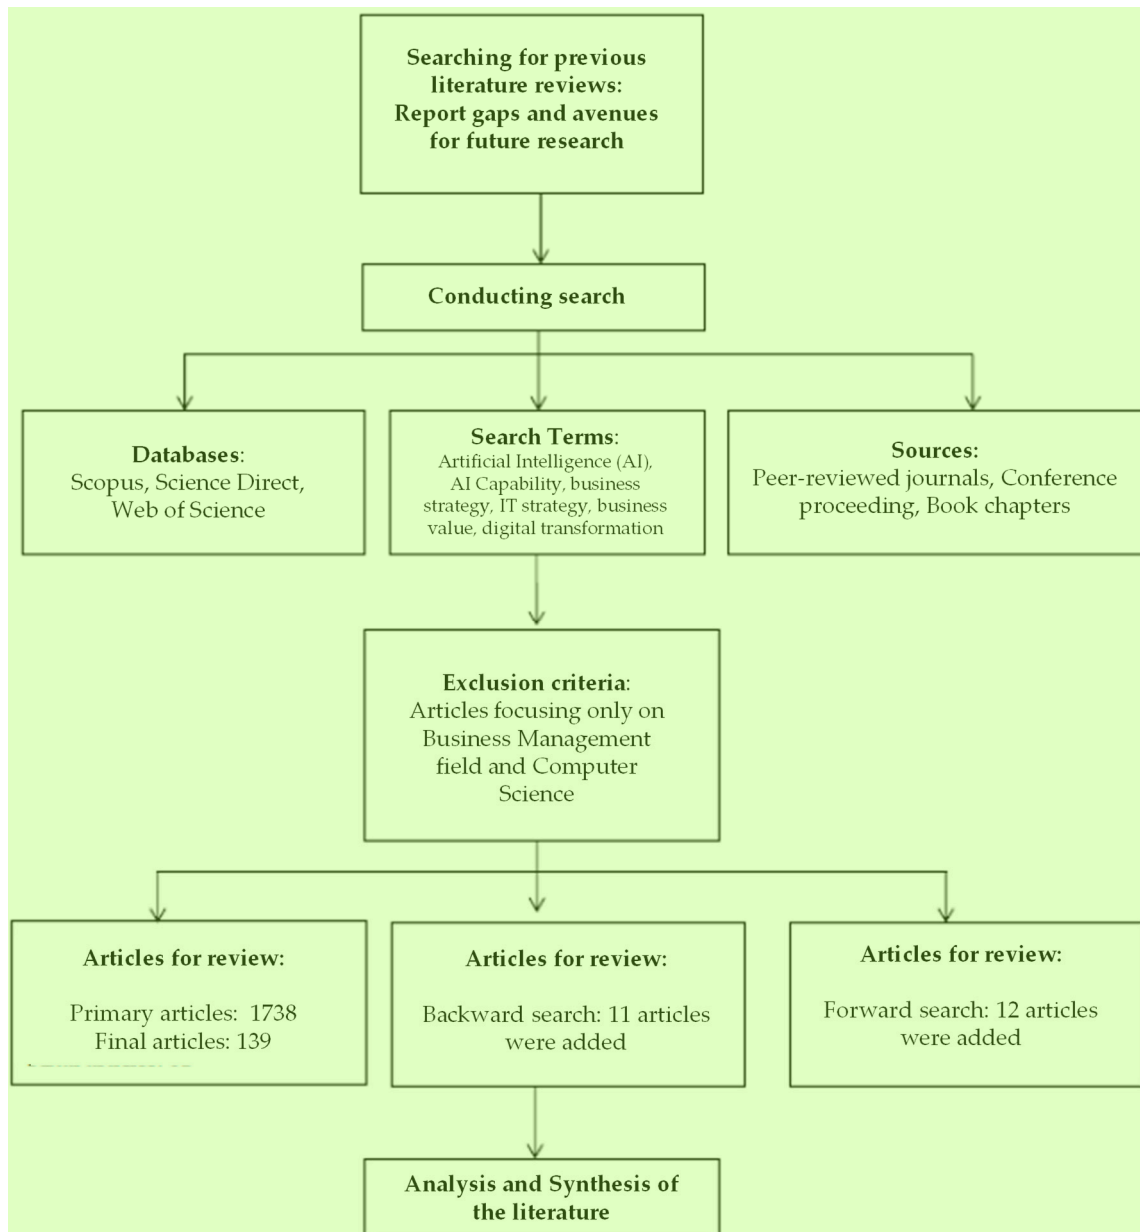 Searching for previous
literature reviews:
Report gaps and avenues
for future research
Conducting search
Databases:
Scopus, Science Direct,
Web of Science
Search Terms:
Artificial Intelligence (AI),
AI Capability, business
strategy, IT strategy, business
value, digital transformation
Sources:
Peer-reviewed journals, Conference
proceeding, Book chapters
Exclusion criteria:
Articles focusing only on
Business Management
field and Computer
Science
Articles for review:
Primary articles: 1738
Final articles: 139
Articles for review:
Backward search: 11 articles
were added
Articles for review:
Forward search: 12 articles
were added
Analysis and Synthesis of
the literature